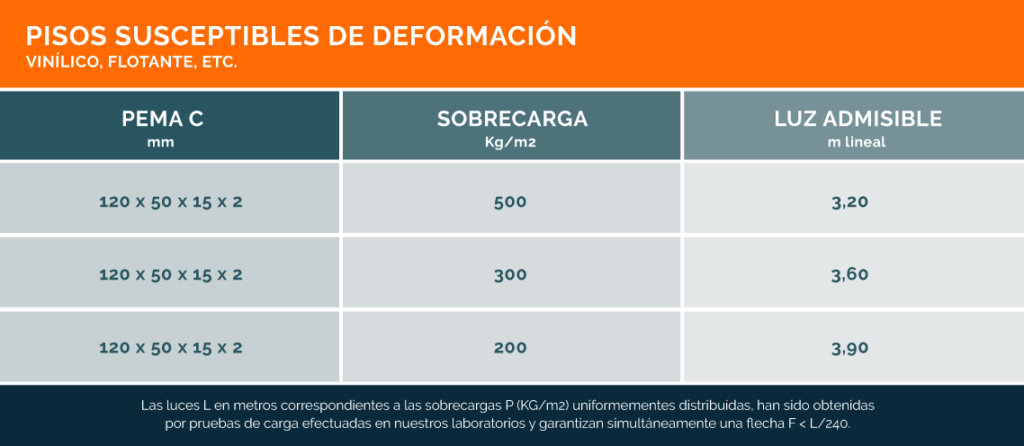 PISOS SUSCEPTIBLES DE DEFORMACIÓN
VINÍLICO, FLOTANTE, ETC.
PEMA C SOBRECARGA LUZ ADMISIBLE
mm Kg/m2 m lineal
120 x 50 x 15 x 2 500 3,20
120 x 50 x 15 x 2 300 3,60
120 x 50 x 15 x 2 200 3,90
Las luces L en metros correspondientes a las sobrecargas P (KG/m2) uniformementes distribuidas, han sido obtenidas
por pruebas de carga efectuadas en nuestros laboratorios y garantizan simultáneamente una flecha F < L/240.